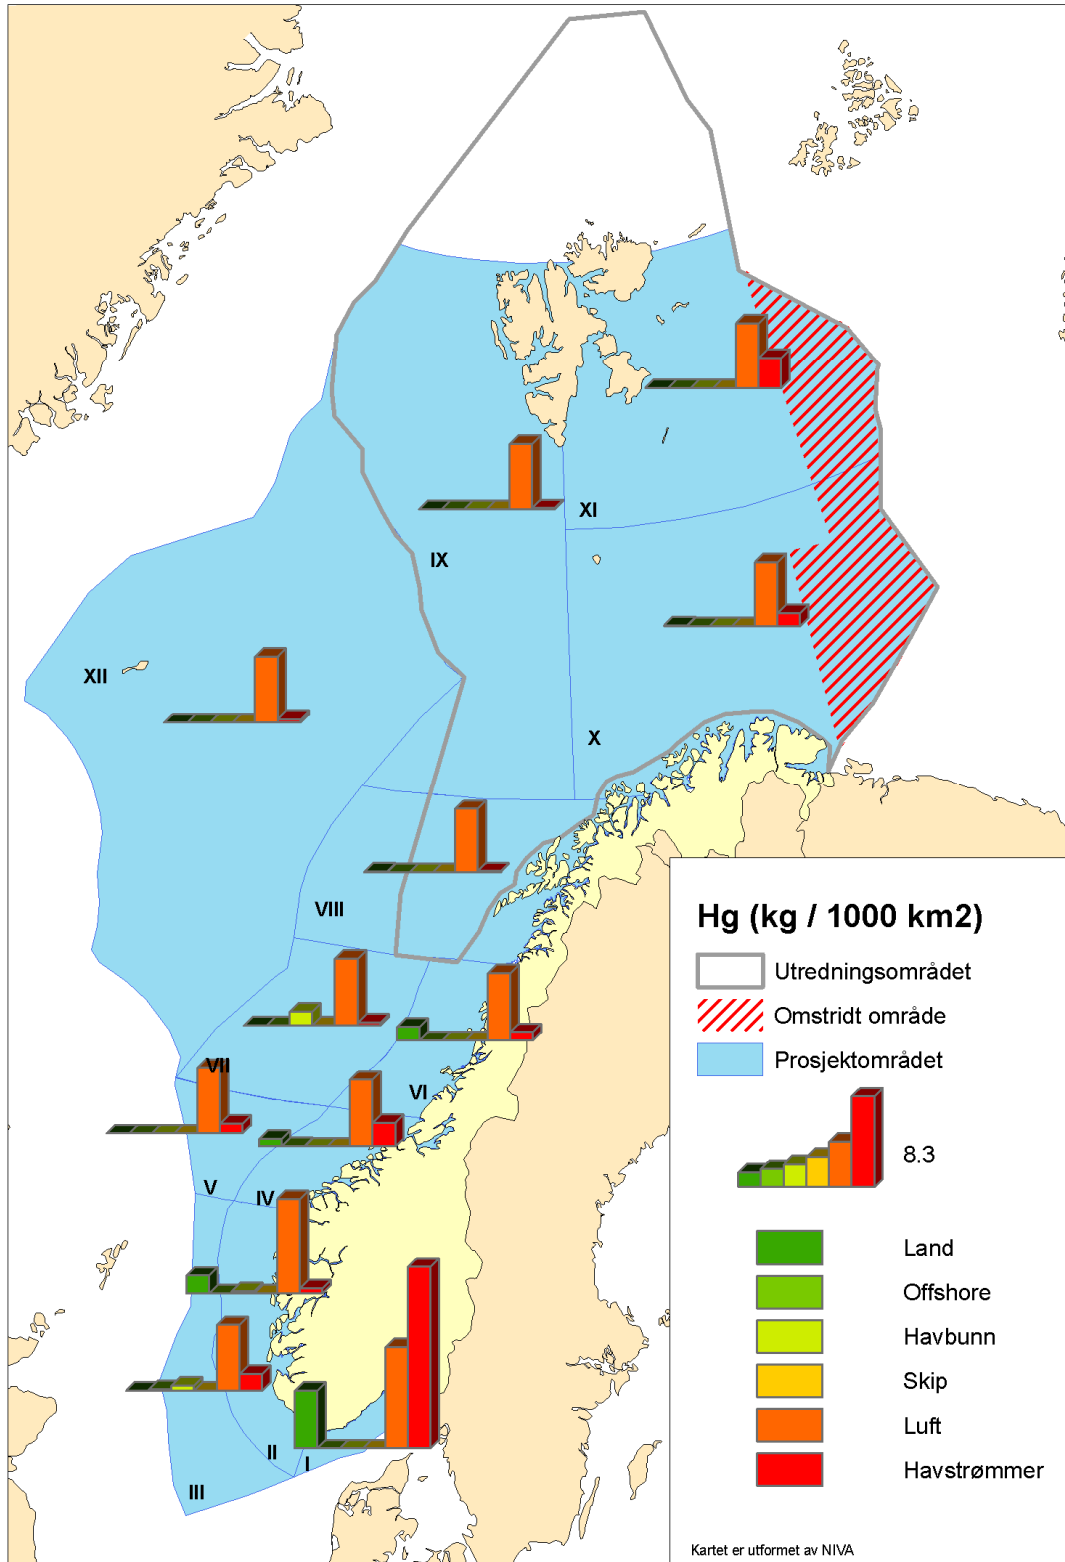 XI
IX
XII
X
VIII
VII
VI
V
IV
II
I
III
Hg (kg / 1000 km2)
Utredningsområdet
Omstridt område
Prosjektområdet
8.3
Land
Offshore
Havbunn
Skip
Luft
Havstrømmer
Kartet er utformet av NIVA